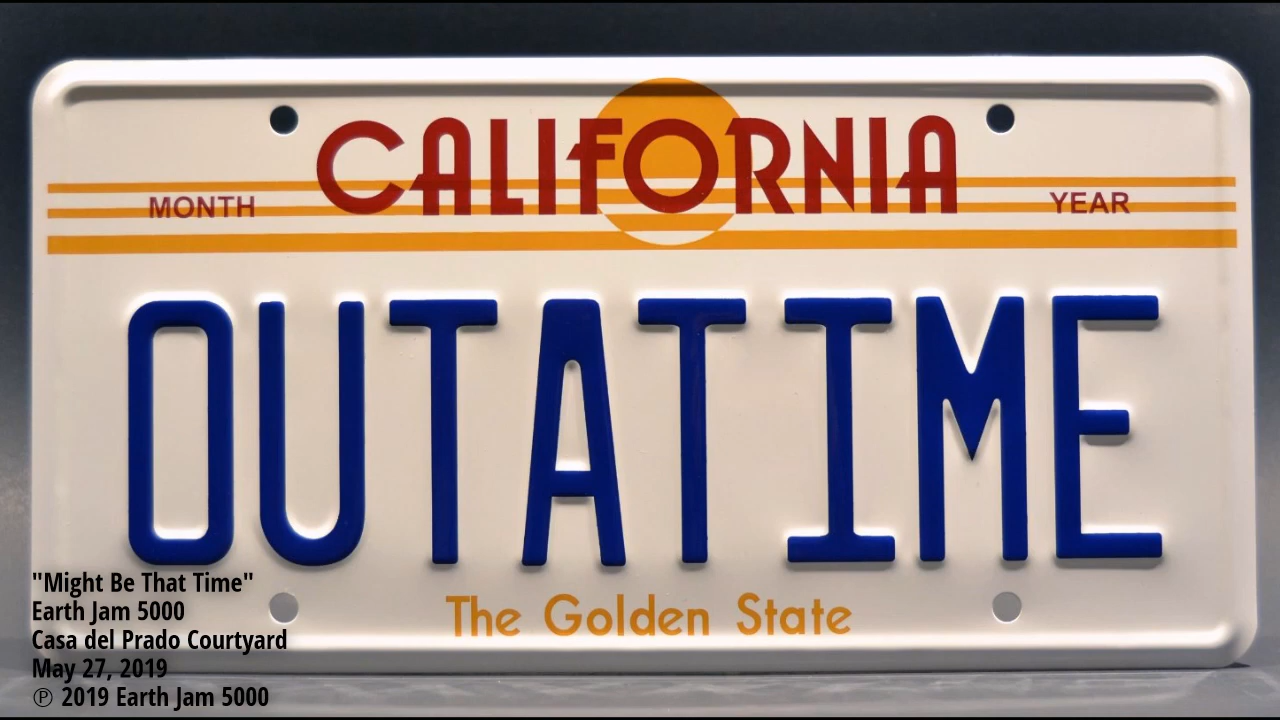 CALIFORNIA
MONTH YEAR
OUTATIME
The Golden State
"Might Be That Time"
Earth Jam 5000
Casa del Prado Courtyard
May 27, 2019
℗ 2019 Earth Jam 5000